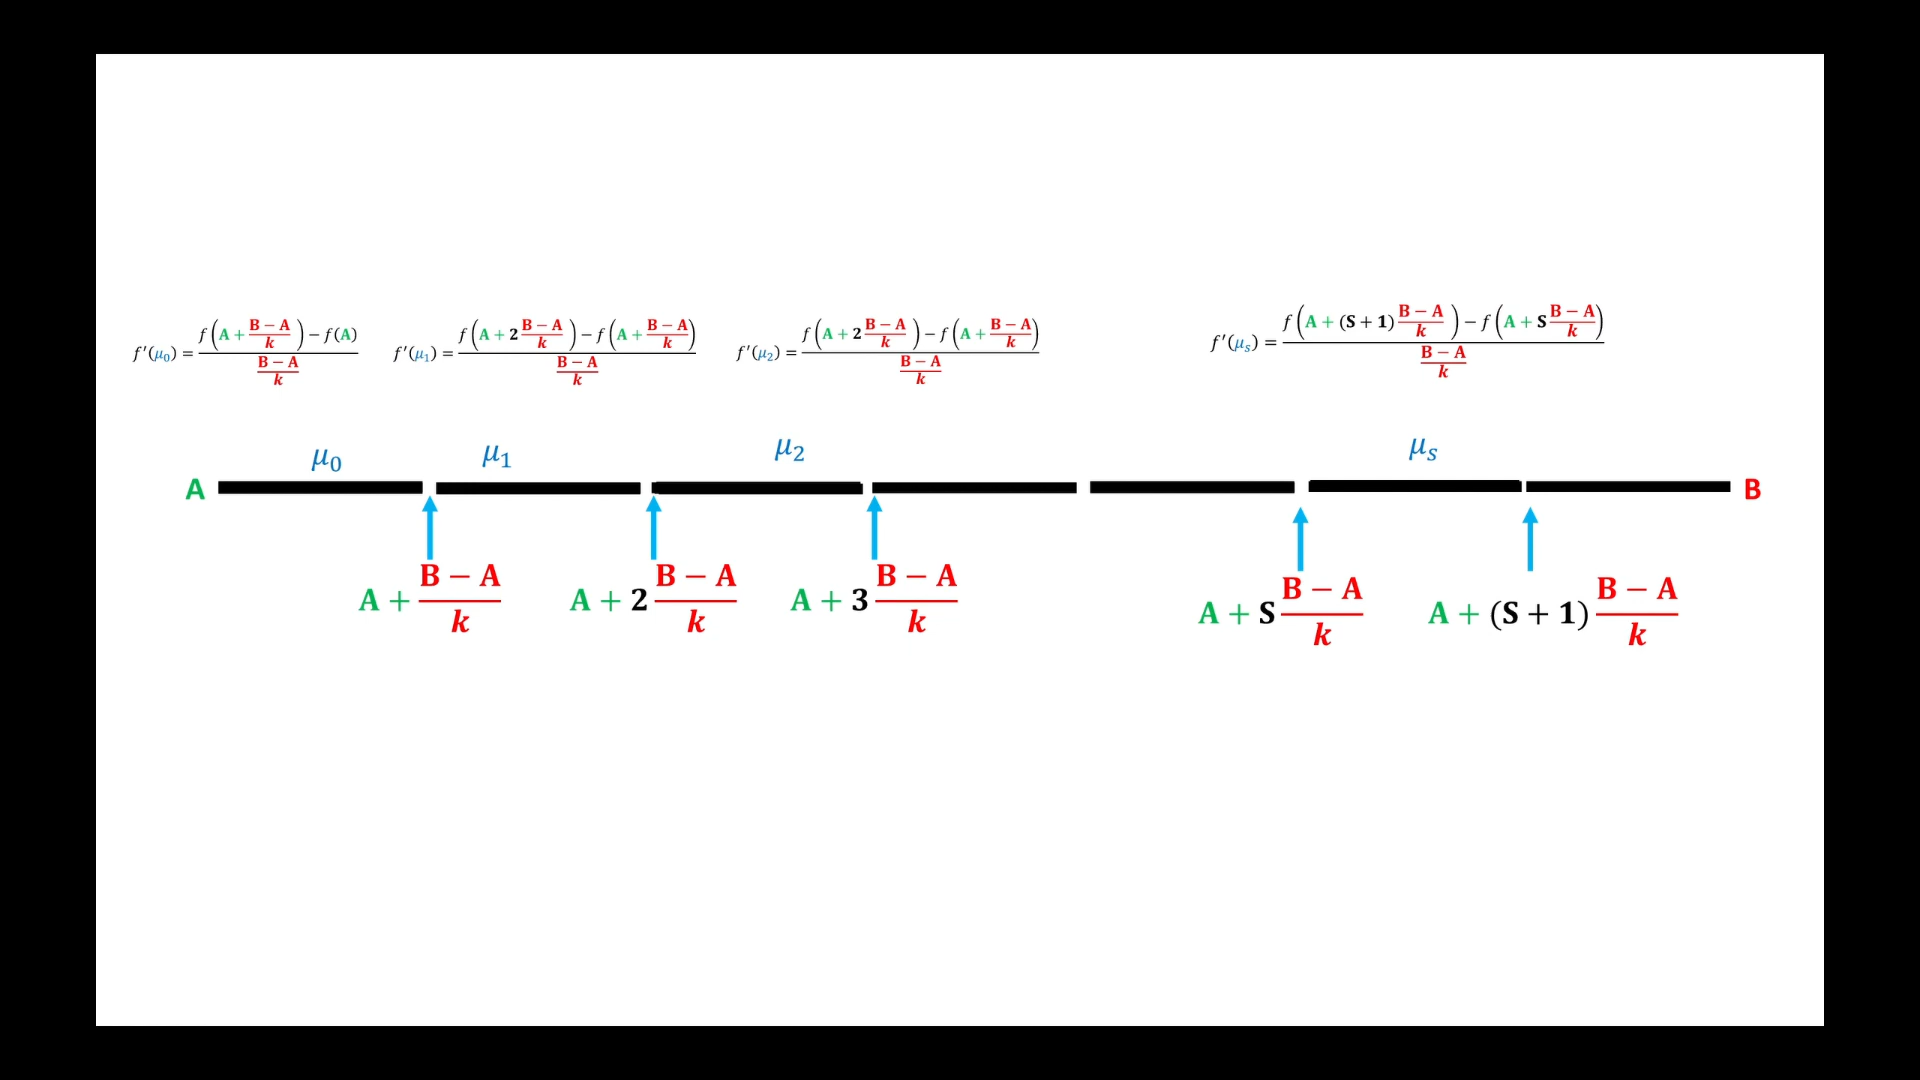 f′(μ₀) = (f(A + (B − A)/k) − f(A)) / ((B − A)/k)
f′(μ₁) = (f(A + 2 (B − A)/k) − f(A + (B − A)/k)) / ((B − A)/k)
f′(μ₂) = (f(A + 2 (B − A)/k) − f(A + (B − A)/k)) / ((B − A)/k)
f′(μₛ) = (f(A + (S + 1) (B − A)/k) − f(A + S (B − A)/k)) / ((B − A)/k)
μ₀ μ₁ μ₂ μₛ
A B
A + (B − A)/k
A + 2 (B − A)/k
A + 3 (B − A)/k
A + S (B − A)/k
A + (S + 1) (B − A)/k